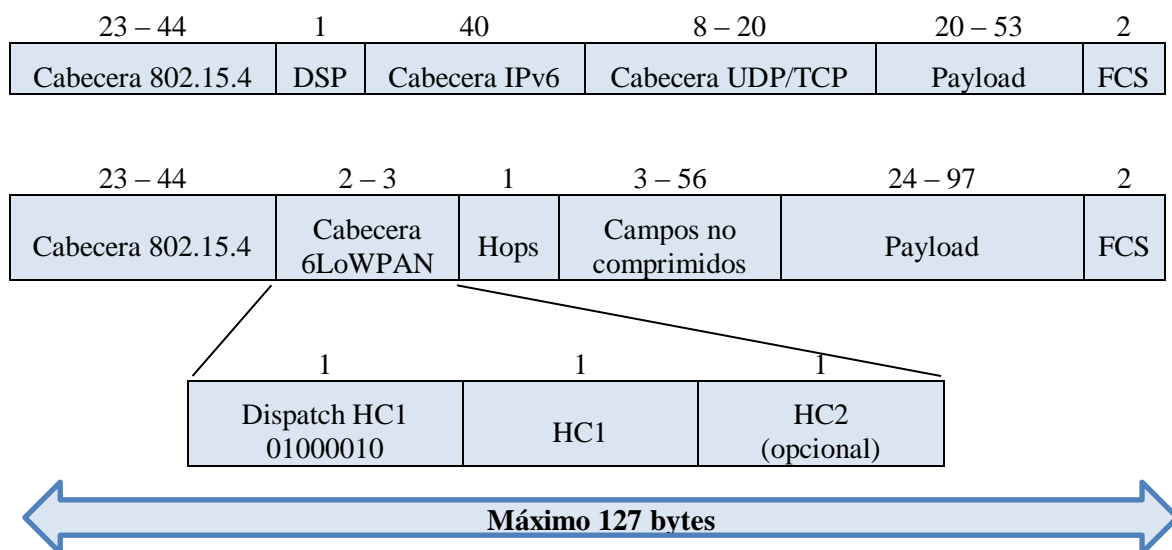 23 – 44 1 40 8 – 20 20 – 53 2
Cabecera 802.15.4 DSP Cabecera IPv6 Cabecera UDP/TCP Payload FCS
23 – 44 2 – 3 1 3 – 56 24 – 97 2
Cabecera 802.15.4 Cabecera 6LoWPAN Hops Campos no comprimidos Payload FCS
1 1 1
Dispatch HC1 01000010 HC1 HC2 (opcional)
Máximo 127 bytes